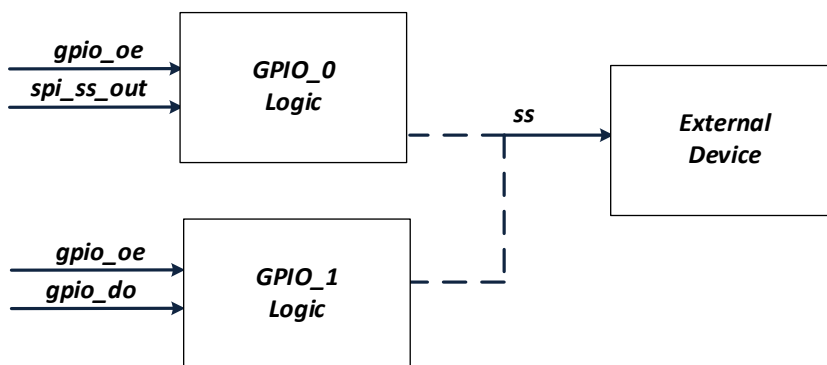 gpio_oe
spi_ss_out
GPIO_0
Logic
ss
External
Device
gpio_oe
gpio_do
GPIO_1
Logic